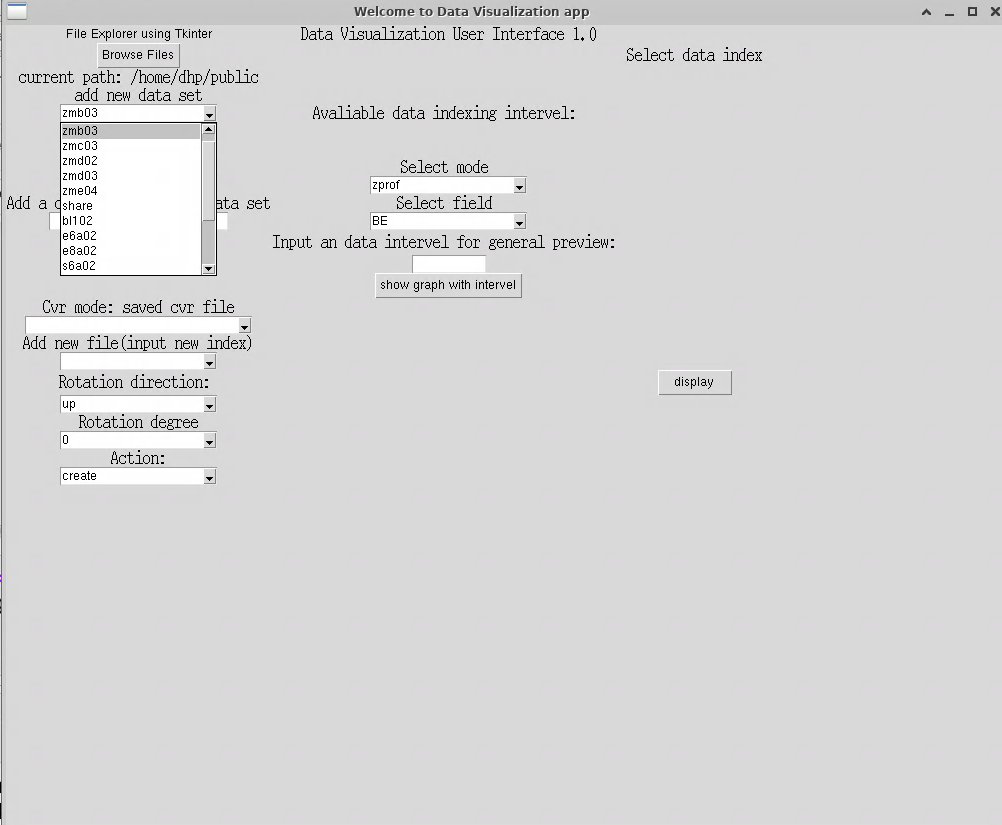 Welcome to Data Visualization app
File Explorer using Tkinter
Browse Files
current path: /home/dhp/public
add new data set
zmb03
zmb03
zmc03
zmd02
zmd03
zme04
share
bl102
e6a02
e8a02
s6a02
Add a
ata set
Cvr mode: saved cvr file
Add new file(input new index)
Rotation direction:
up
Rotation degree
0
Action:
create
Data Visualization User Interface 1.0
Avaliable data indexing intervel:
Select mode
zprof
Select field
BE
Input an data intervel for general preview:
show graph with intervel
Select data index
display